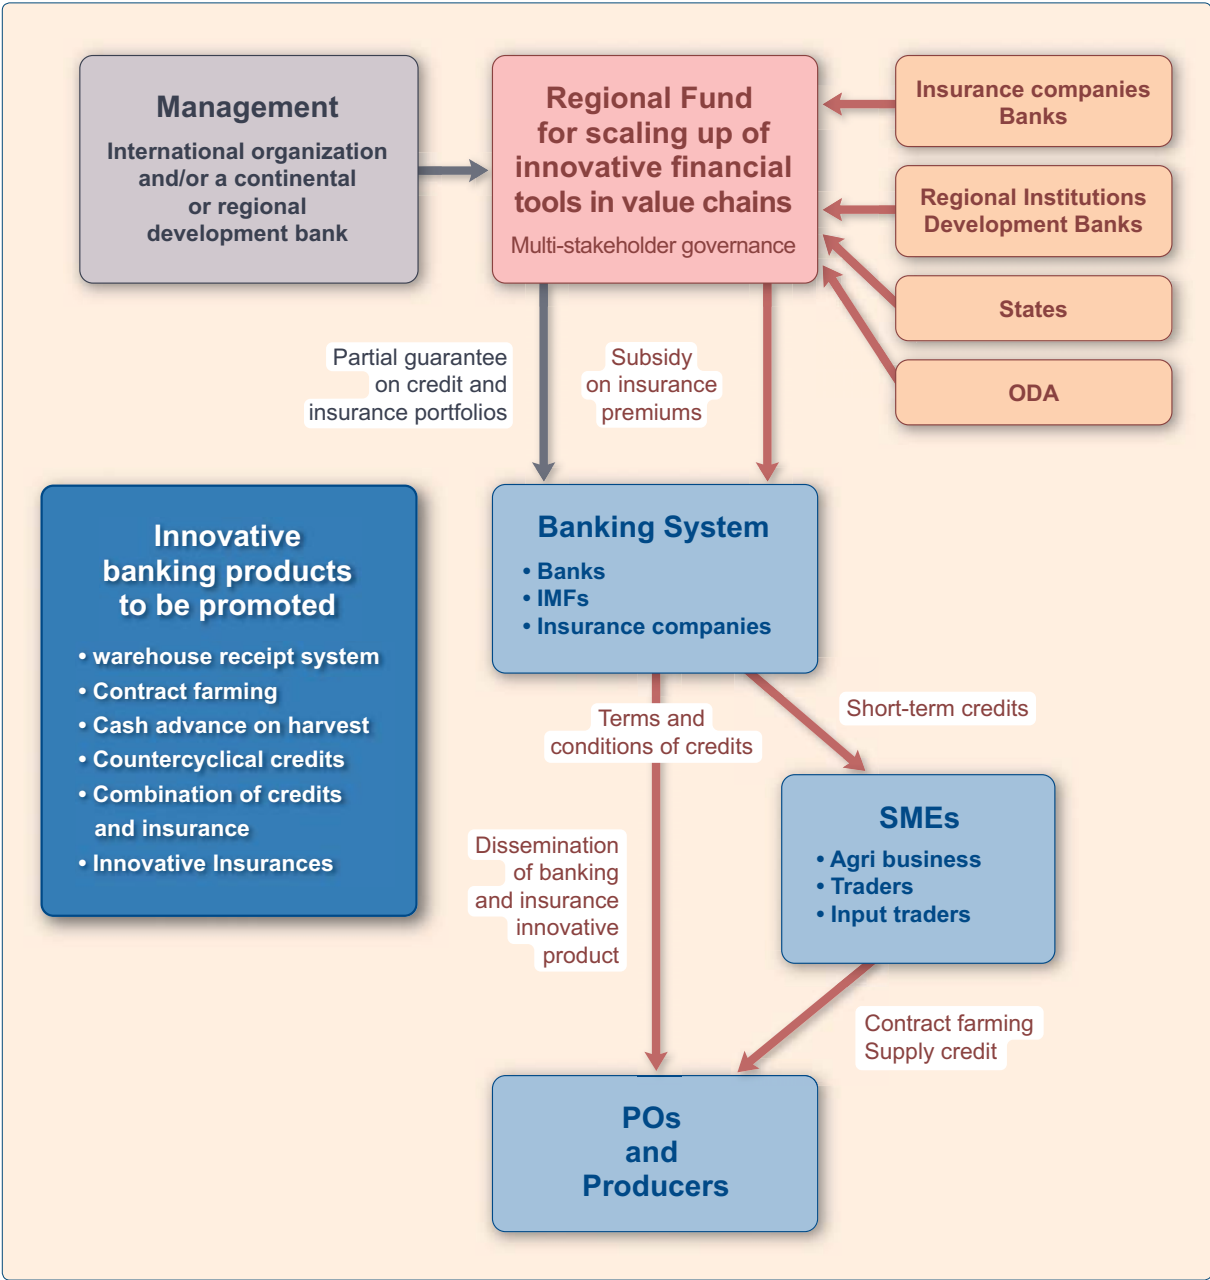 Management
International organization
and/or a continental
or regional
development bank
Regional Fund
for scaling up of
innovative financial
tools in value chains
Multi-stakeholder governance
Insurance companies
Banks
Regional Institutions
Development Banks
States
ODA
Partial guarantee
on credit and
insurance portfolios
Subsidy
on insurance
premiums
Innovative
banking products
to be promoted
• warehouse receipt system
• Contract farming
• Cash advance on harvest
• Countercyclical credits
• Combination of credits
and insurance
• Innovative Insurances
Banking System
• Banks
• IMFs
• Insurance companies
Terms and
conditions of credits
Short-term credits
SMEs
• Agri business
• Traders
• Input traders
Dissemination
of banking
and insurance
innovative
product
Contract farming
Supply credit
POs
and
Producers